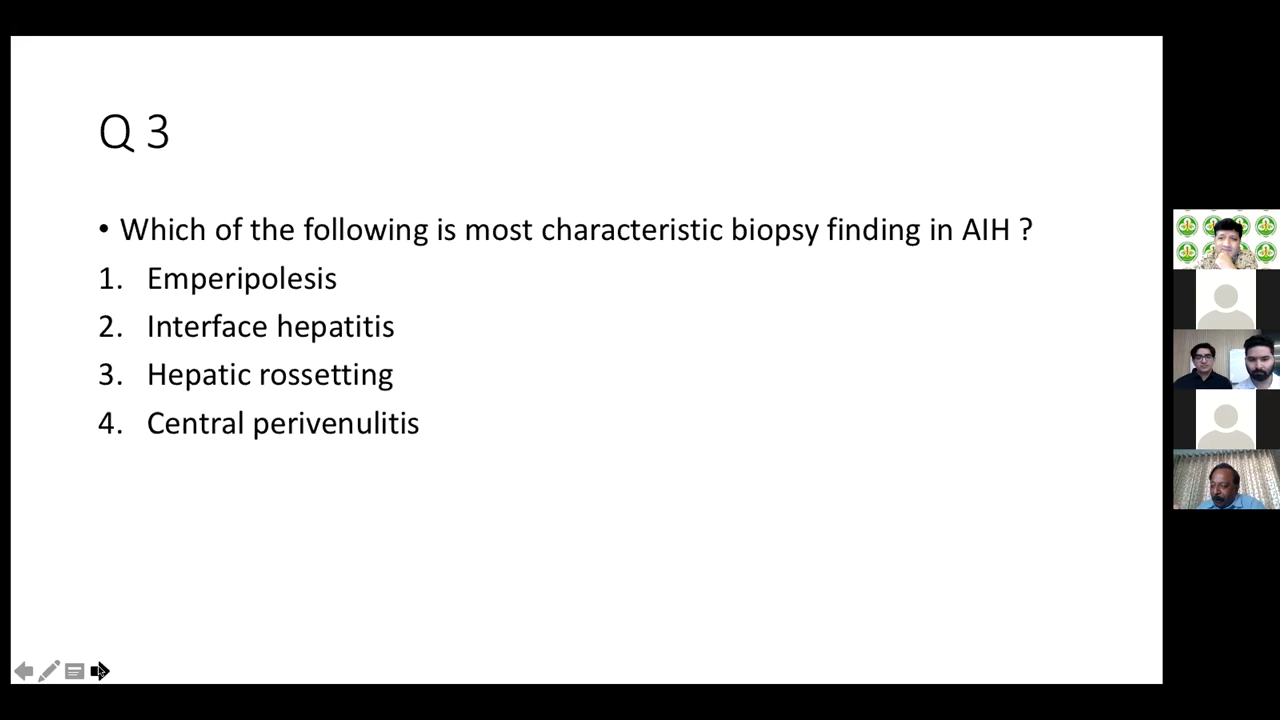 Q 3
• Which of the following is most characteristic biopsy finding in AIH ?
1. Emperipolesis
2. Interface hepatitis
3. Hepatic rossetting
4. Central perivenulitis